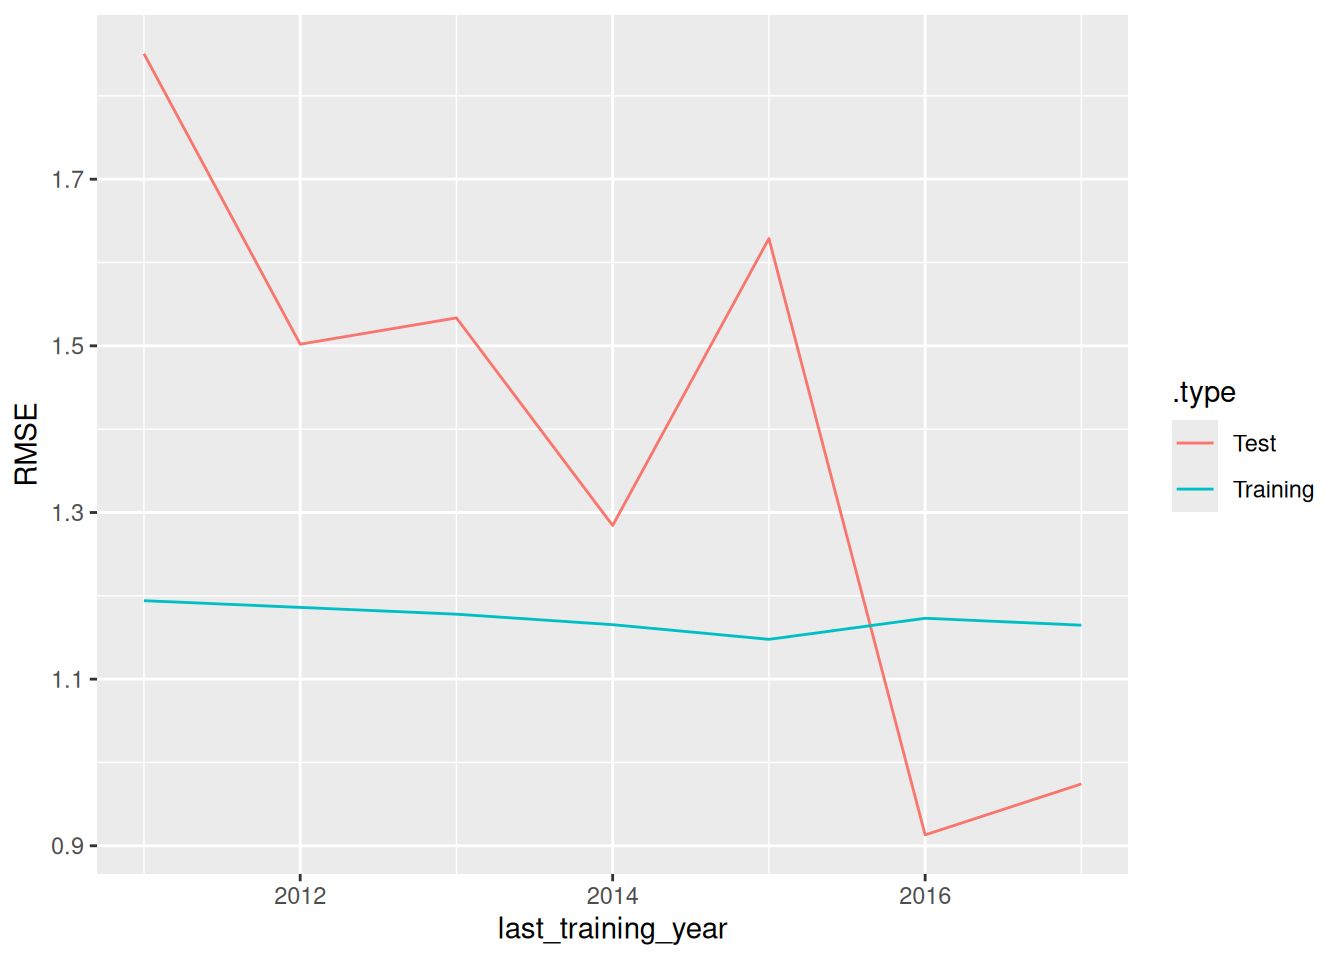 1.7
1.5
1.3
1.1
0.9
RMSE
2012
2014
2016
last_training_year
.type
Test
Training